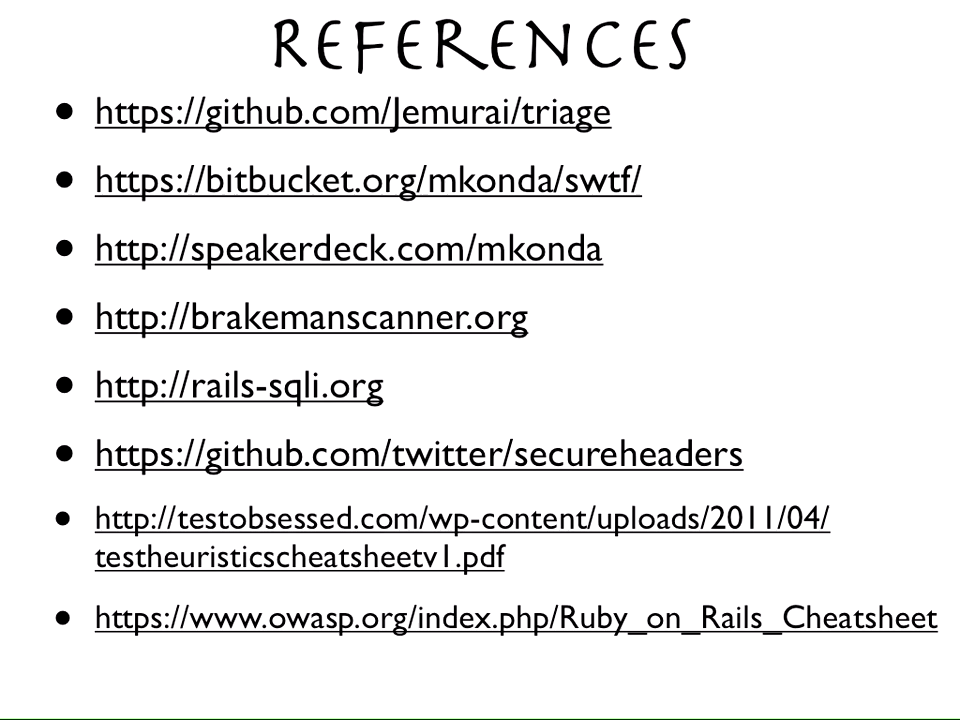 REFERENCES
• https://github.com/Jemurai/triage
• https://bitbucket.org/mkonda/swtf/
• http://speakerdeck.com/mkonda
• http://brakemanscanner.org
• http://rails-sqli.org
• https://github.com/twitter/secureheaders
• http://testobsessed.com/wp-content/uploads/2011/04/
testheuristicscheatsheetv1.pdf
• https://www.owasp.org/index.php/Ruby_on_Rails_Cheatsheet